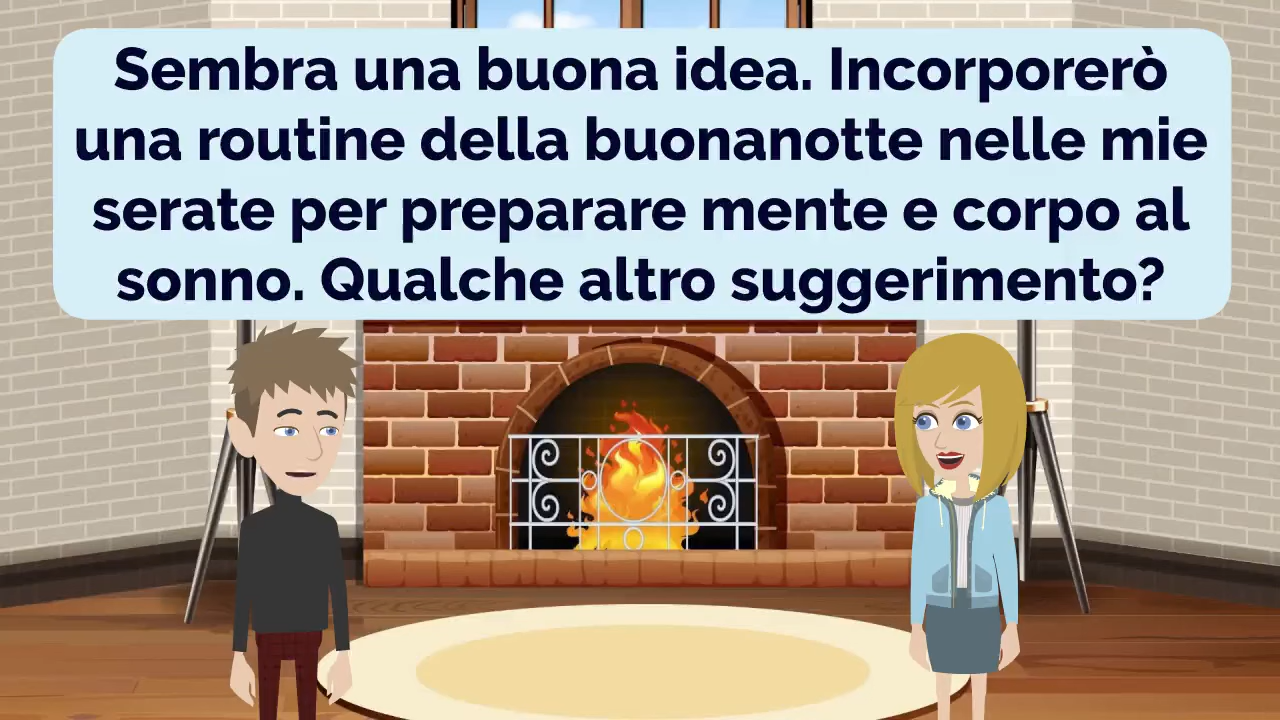 Sembra una buona idea. Incorporerò
una routine della buonanotte nelle mie
serate per preparare mente e corpo al
sonno. Qualche altro suggerimento?